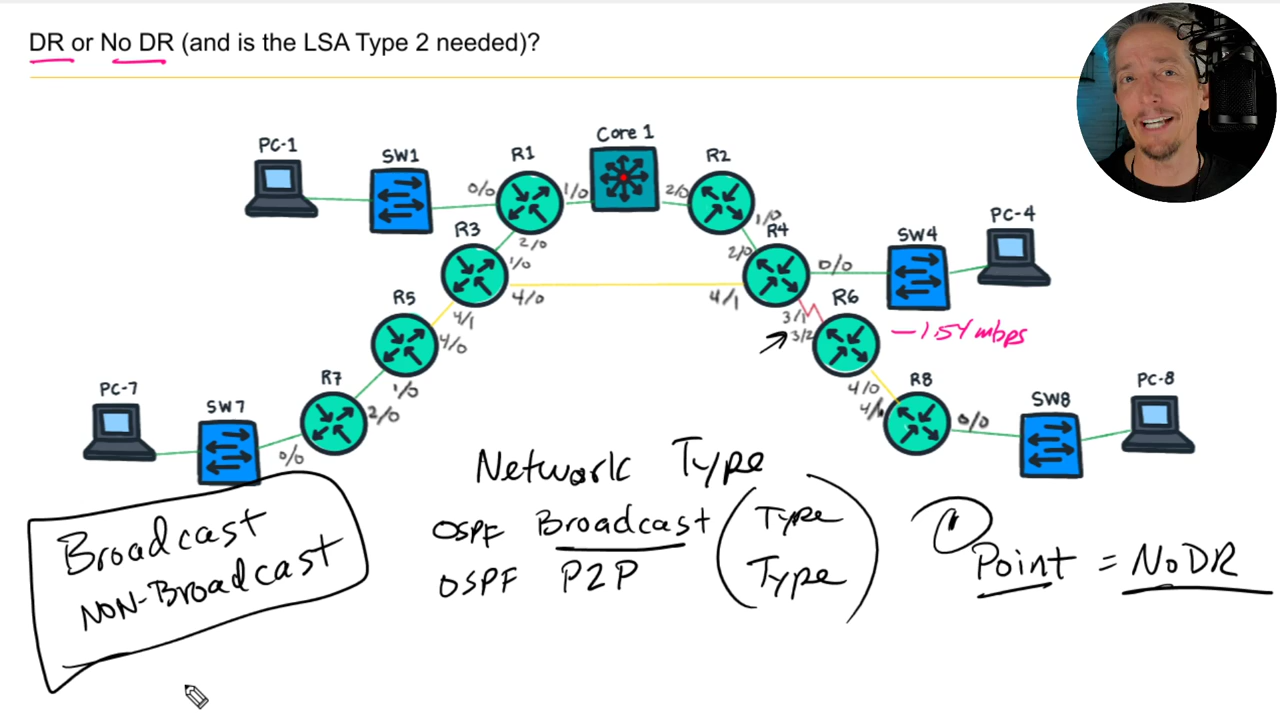 DR or No DR (and is the LSA Type 2 needed)?
PC-1
SW1
R1
Core 1
R2
0/0
1/0
2/0
1/0
R3
2/0
1/0
R4
2/0
0/0
SW4
PC-4
4/0
4/1
R5
4/1
4/0
3/1
3/2
R6
-1.54 mbps
PC-7
SW7
R7
1/0
2/0
0/0
4/0
R8
0/0
SW8
PC-8
Network Type
OSPF Broadcast (Type
OSPF P2P Type)
Broadcast
NON-Broadcast
Point = NoDR